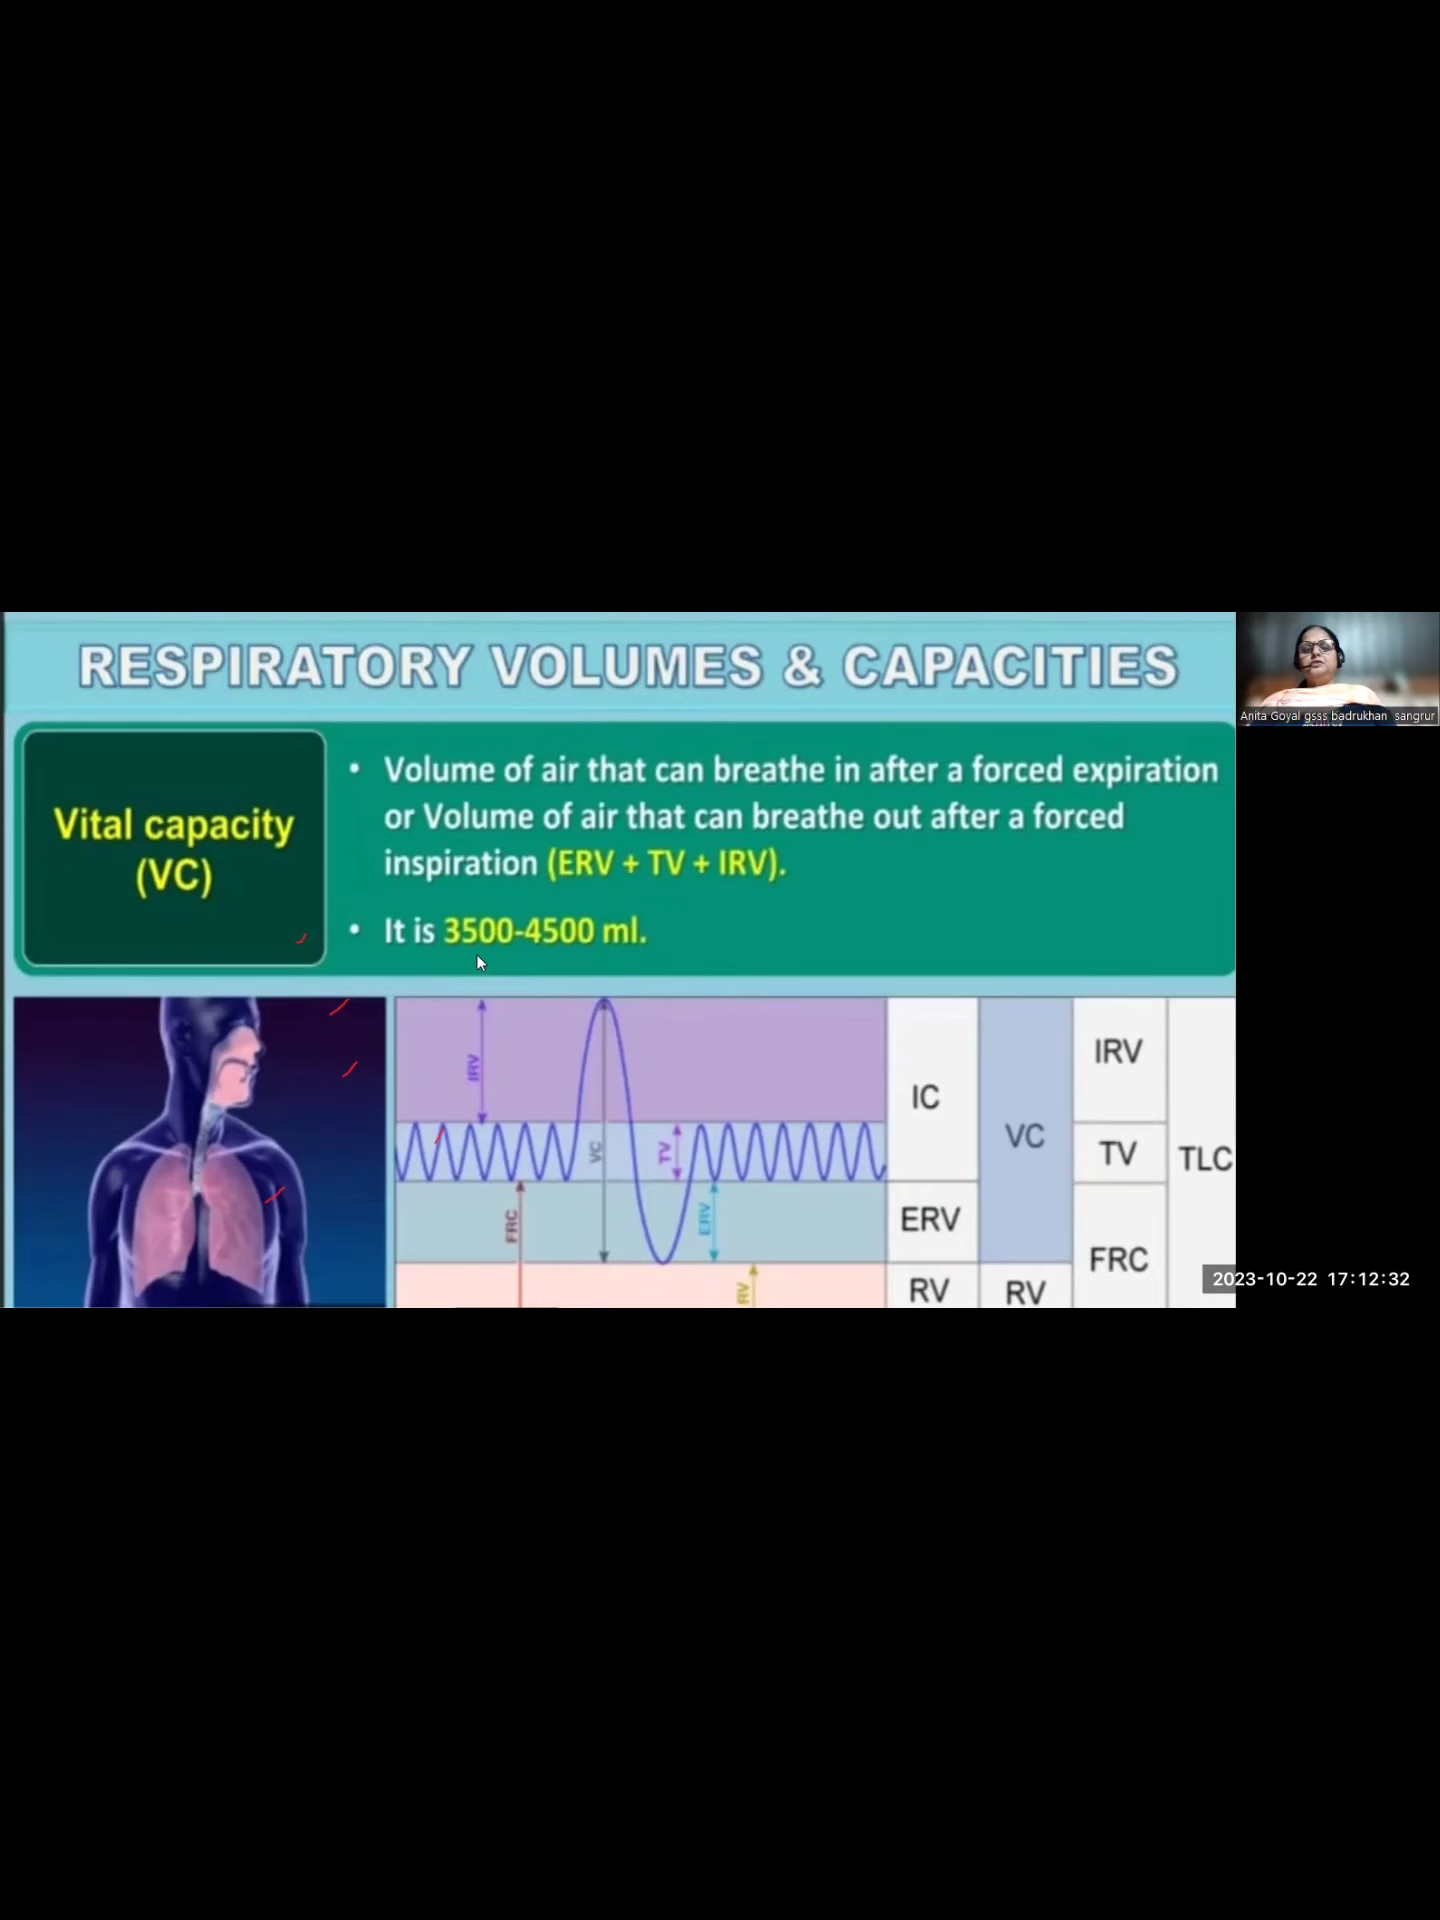 RESPIRATORY VOLUMES & CAPACITIES
Anita Goyal gsss badrukhan sangrur
Vital capacity
(VC)
• Volume of air that can breathe in after a forced expiration
or Volume of air that can breathe out after a forced
inspiration (ERV + TV + IRV).
• It is 3500-4500 ml.
IRV
VC
TV
FRC
ERV
RV
IC
ERV
RV
VC
RV
IRV
TV
FRC
TLC
2023-10-22 17:12:32